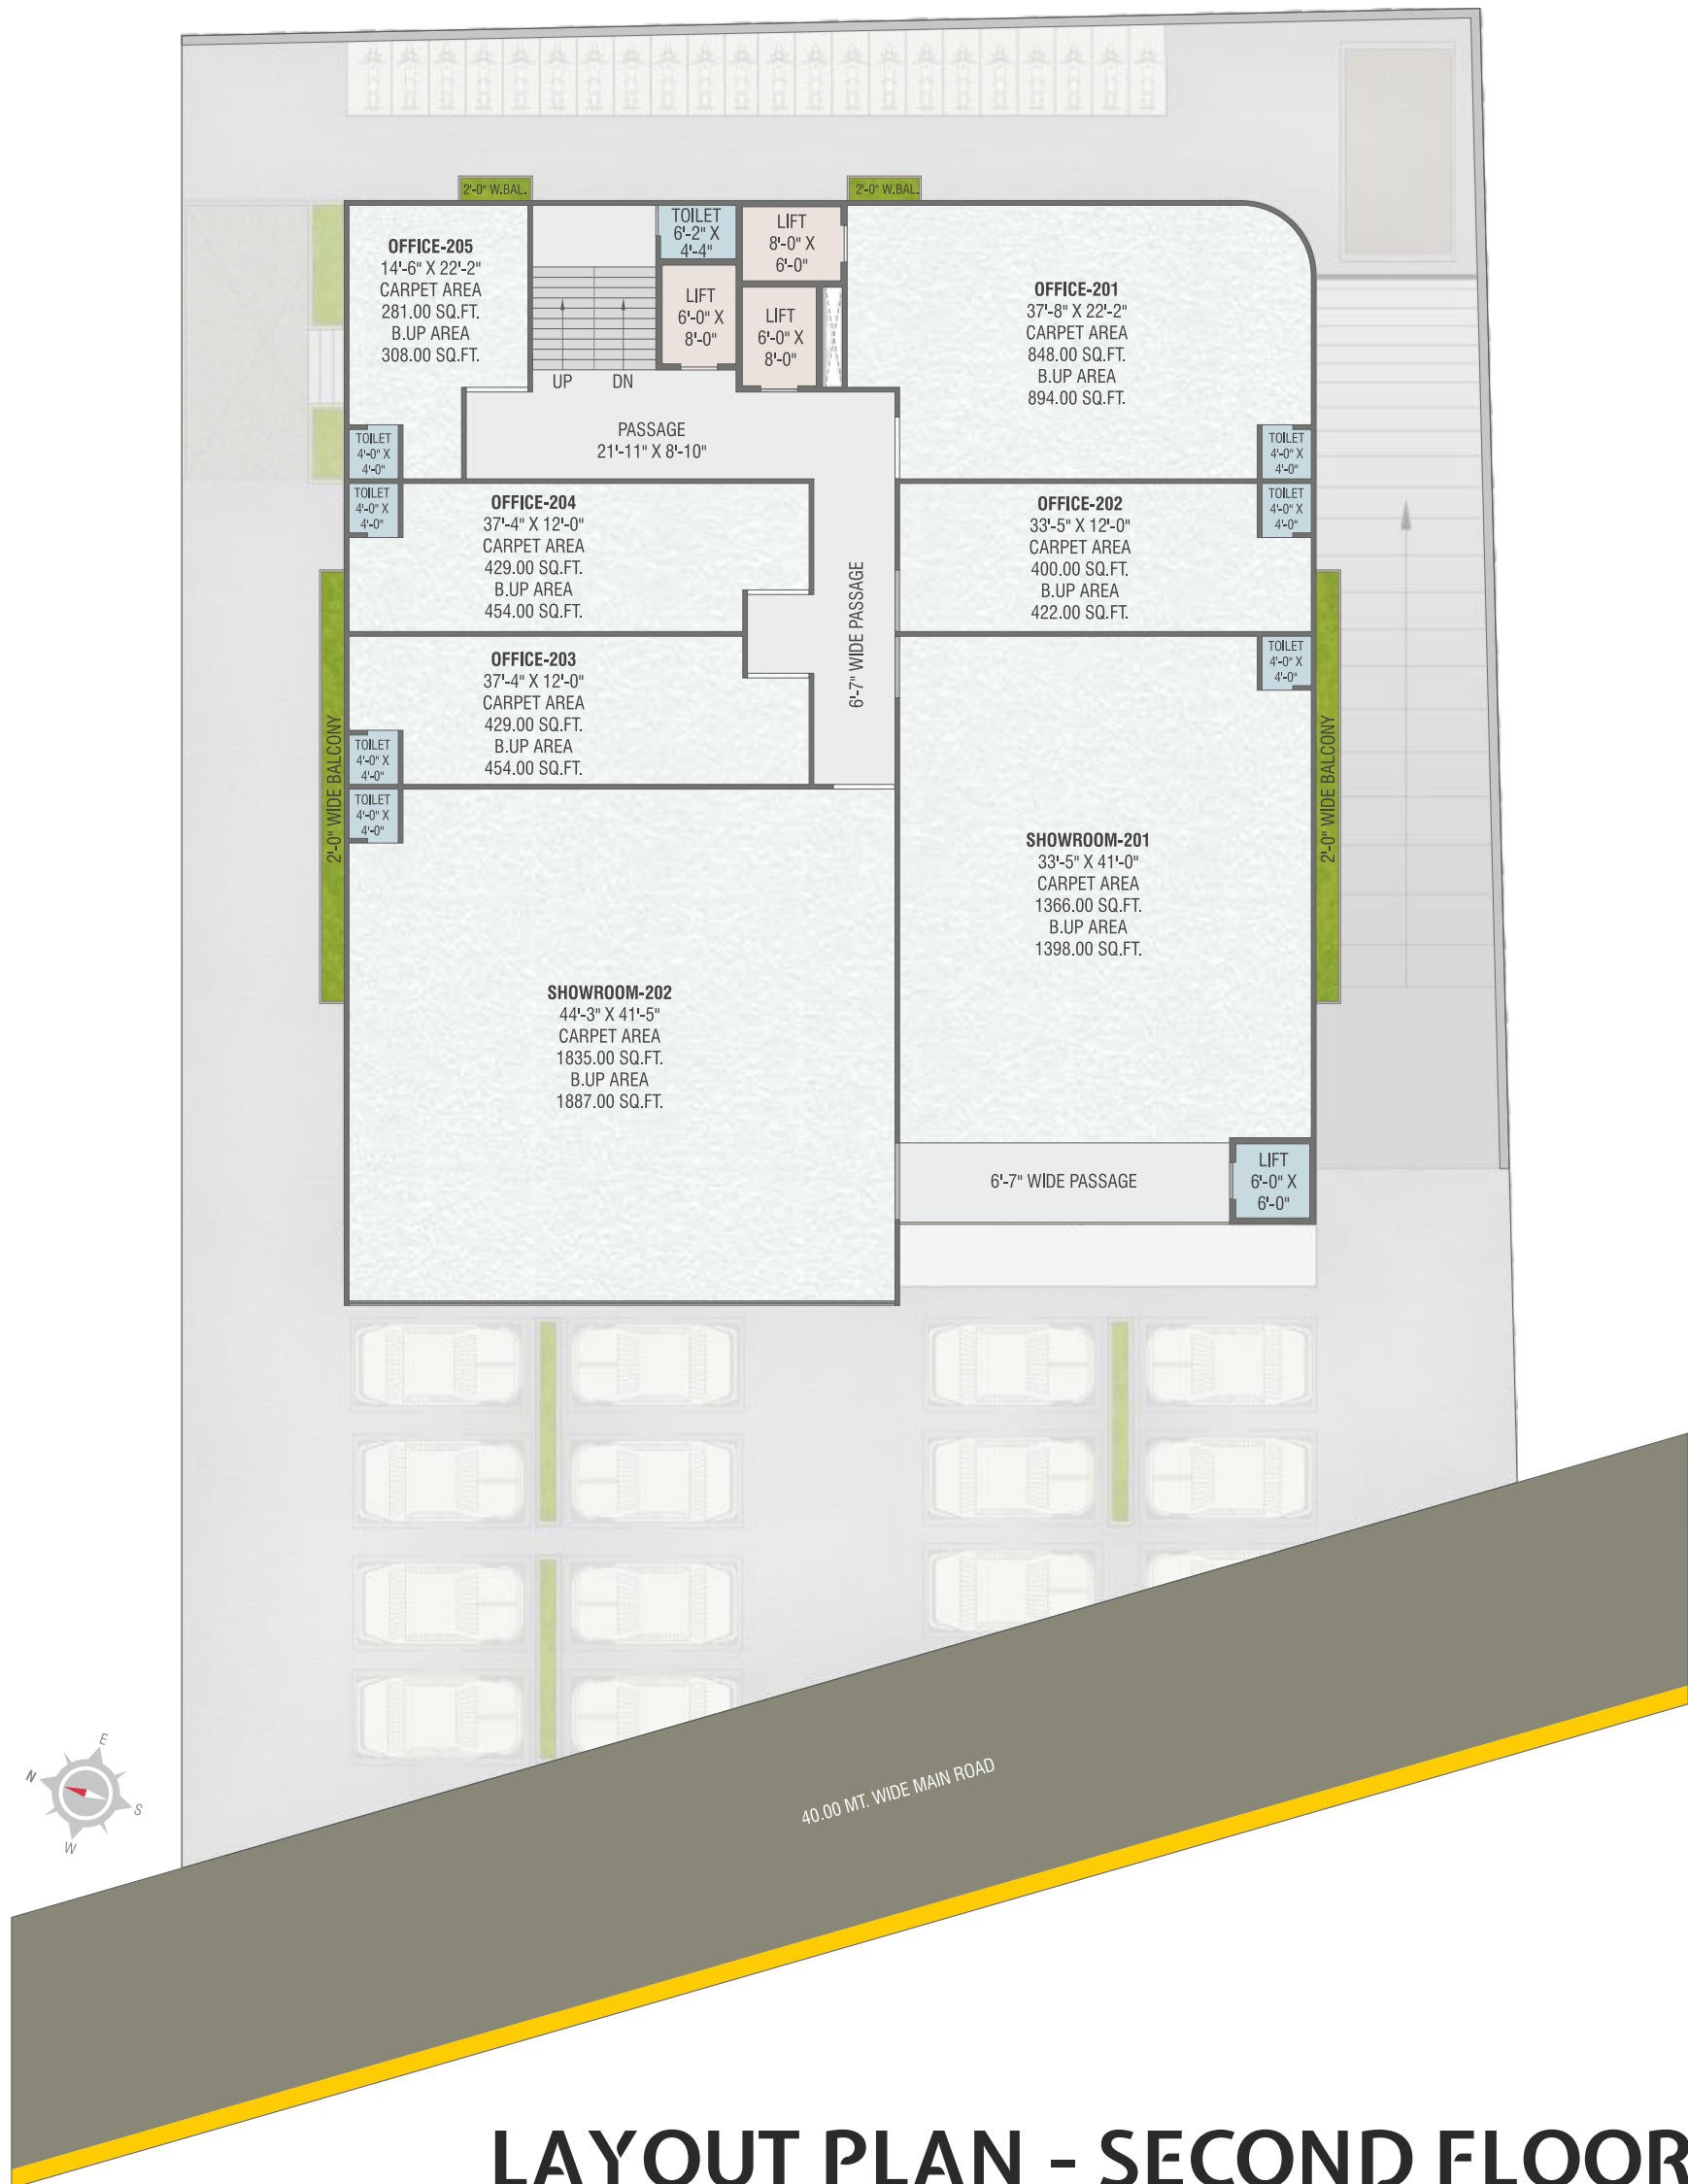 2'-0" W.BAL.
2'-0" W.BAL.
OFFICE-205
14'-6" X 22'-2"
CARPET AREA
281.00 SQ.FT.
B.UP AREA
308.00 SQ.FT.
TOILET
6'-2" X
4'-4"
LIFT
8'-0" X
6'-0"
LIFT
6'-0" X
8'-0"
LIFT
6'-0" X
8'-0"
OFFICE-201
37'-8" X 22'-2"
CARPET AREA
848.00 SQ.FT.
B.UP AREA
894.00 SQ.FT.
UP
DN
PASSAGE
21'-11" X 8'-10"
TOILET
4'-0" X
4'-0"
TOILET
4'-0" X
4'-0"
TOILET
4'-0" X
4'-0"
OFFICE-204
37'-4" X 12'-0"
CARPET AREA
429.00 SQ.FT.
B.UP AREA
454.00 SQ.FT.
OFFICE-202
33'-5" X 12'-0"
CARPET AREA
400.00 SQ.FT.
B.UP AREA
422.00 SQ.FT.
TOILET
4'-0" X
4'-0"
6'-7" WIDE PASSAGE
OFFICE-203
37'-4" X 12'-0"
CARPET AREA
429.00 SQ.FT.
B.UP AREA
454.00 SQ.FT.
TOILET
4'-0" X
4'-0"
2'-0" WIDE BALCONY
TOILET
4'-0" X
4'-0"
TOILET
4'-0" X
4'-0"
2'-0" WIDE BALCONY
SHOWROOM-201
33'-5" X 41'-0"
CARPET AREA
1366.00 SQ.FT.
B.UP AREA
1398.00 SQ.FT.
SHOWROOM-202
44'-3" X 41'-5"
CARPET AREA
1835.00 SQ.FT.
B.UP AREA
1887.00 SQ.FT.
6'-7" WIDE PASSAGE
LIFT
6'-0" X
6'-0"
E
N
S
W
40.00 MT. WIDE MAIN ROAD
LAYOUT PLAN - SECOND FLOOR